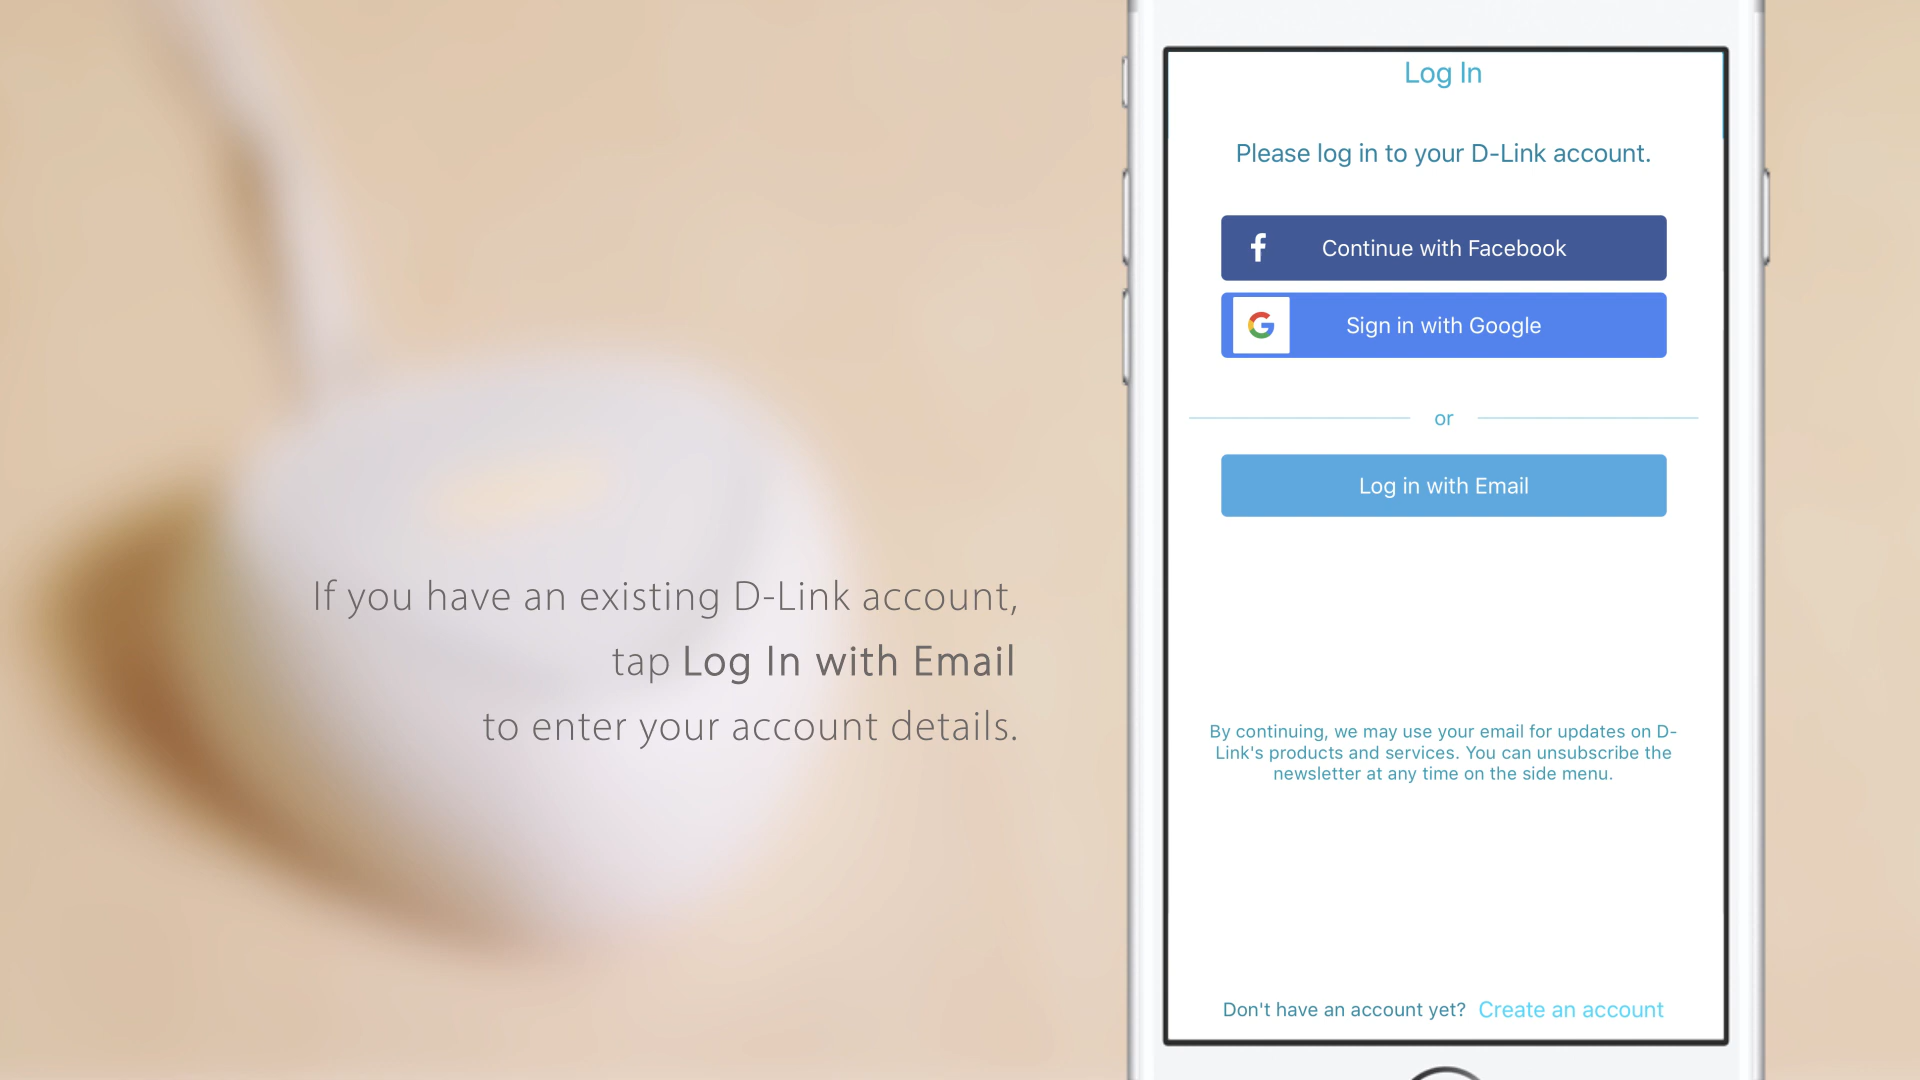 If you have an existing D-Link account,
tap Log In with Email
to enter your account details.
Log In
Please log in to your D-Link account.
Continue with Facebook
Sign in with Google
or
Log in with Email
By continuing, we may use your email for updates on D-
Link's products and services. You can unsubscribe the
newsletter at any time on the side menu.
Don't have an account yet? Create an account